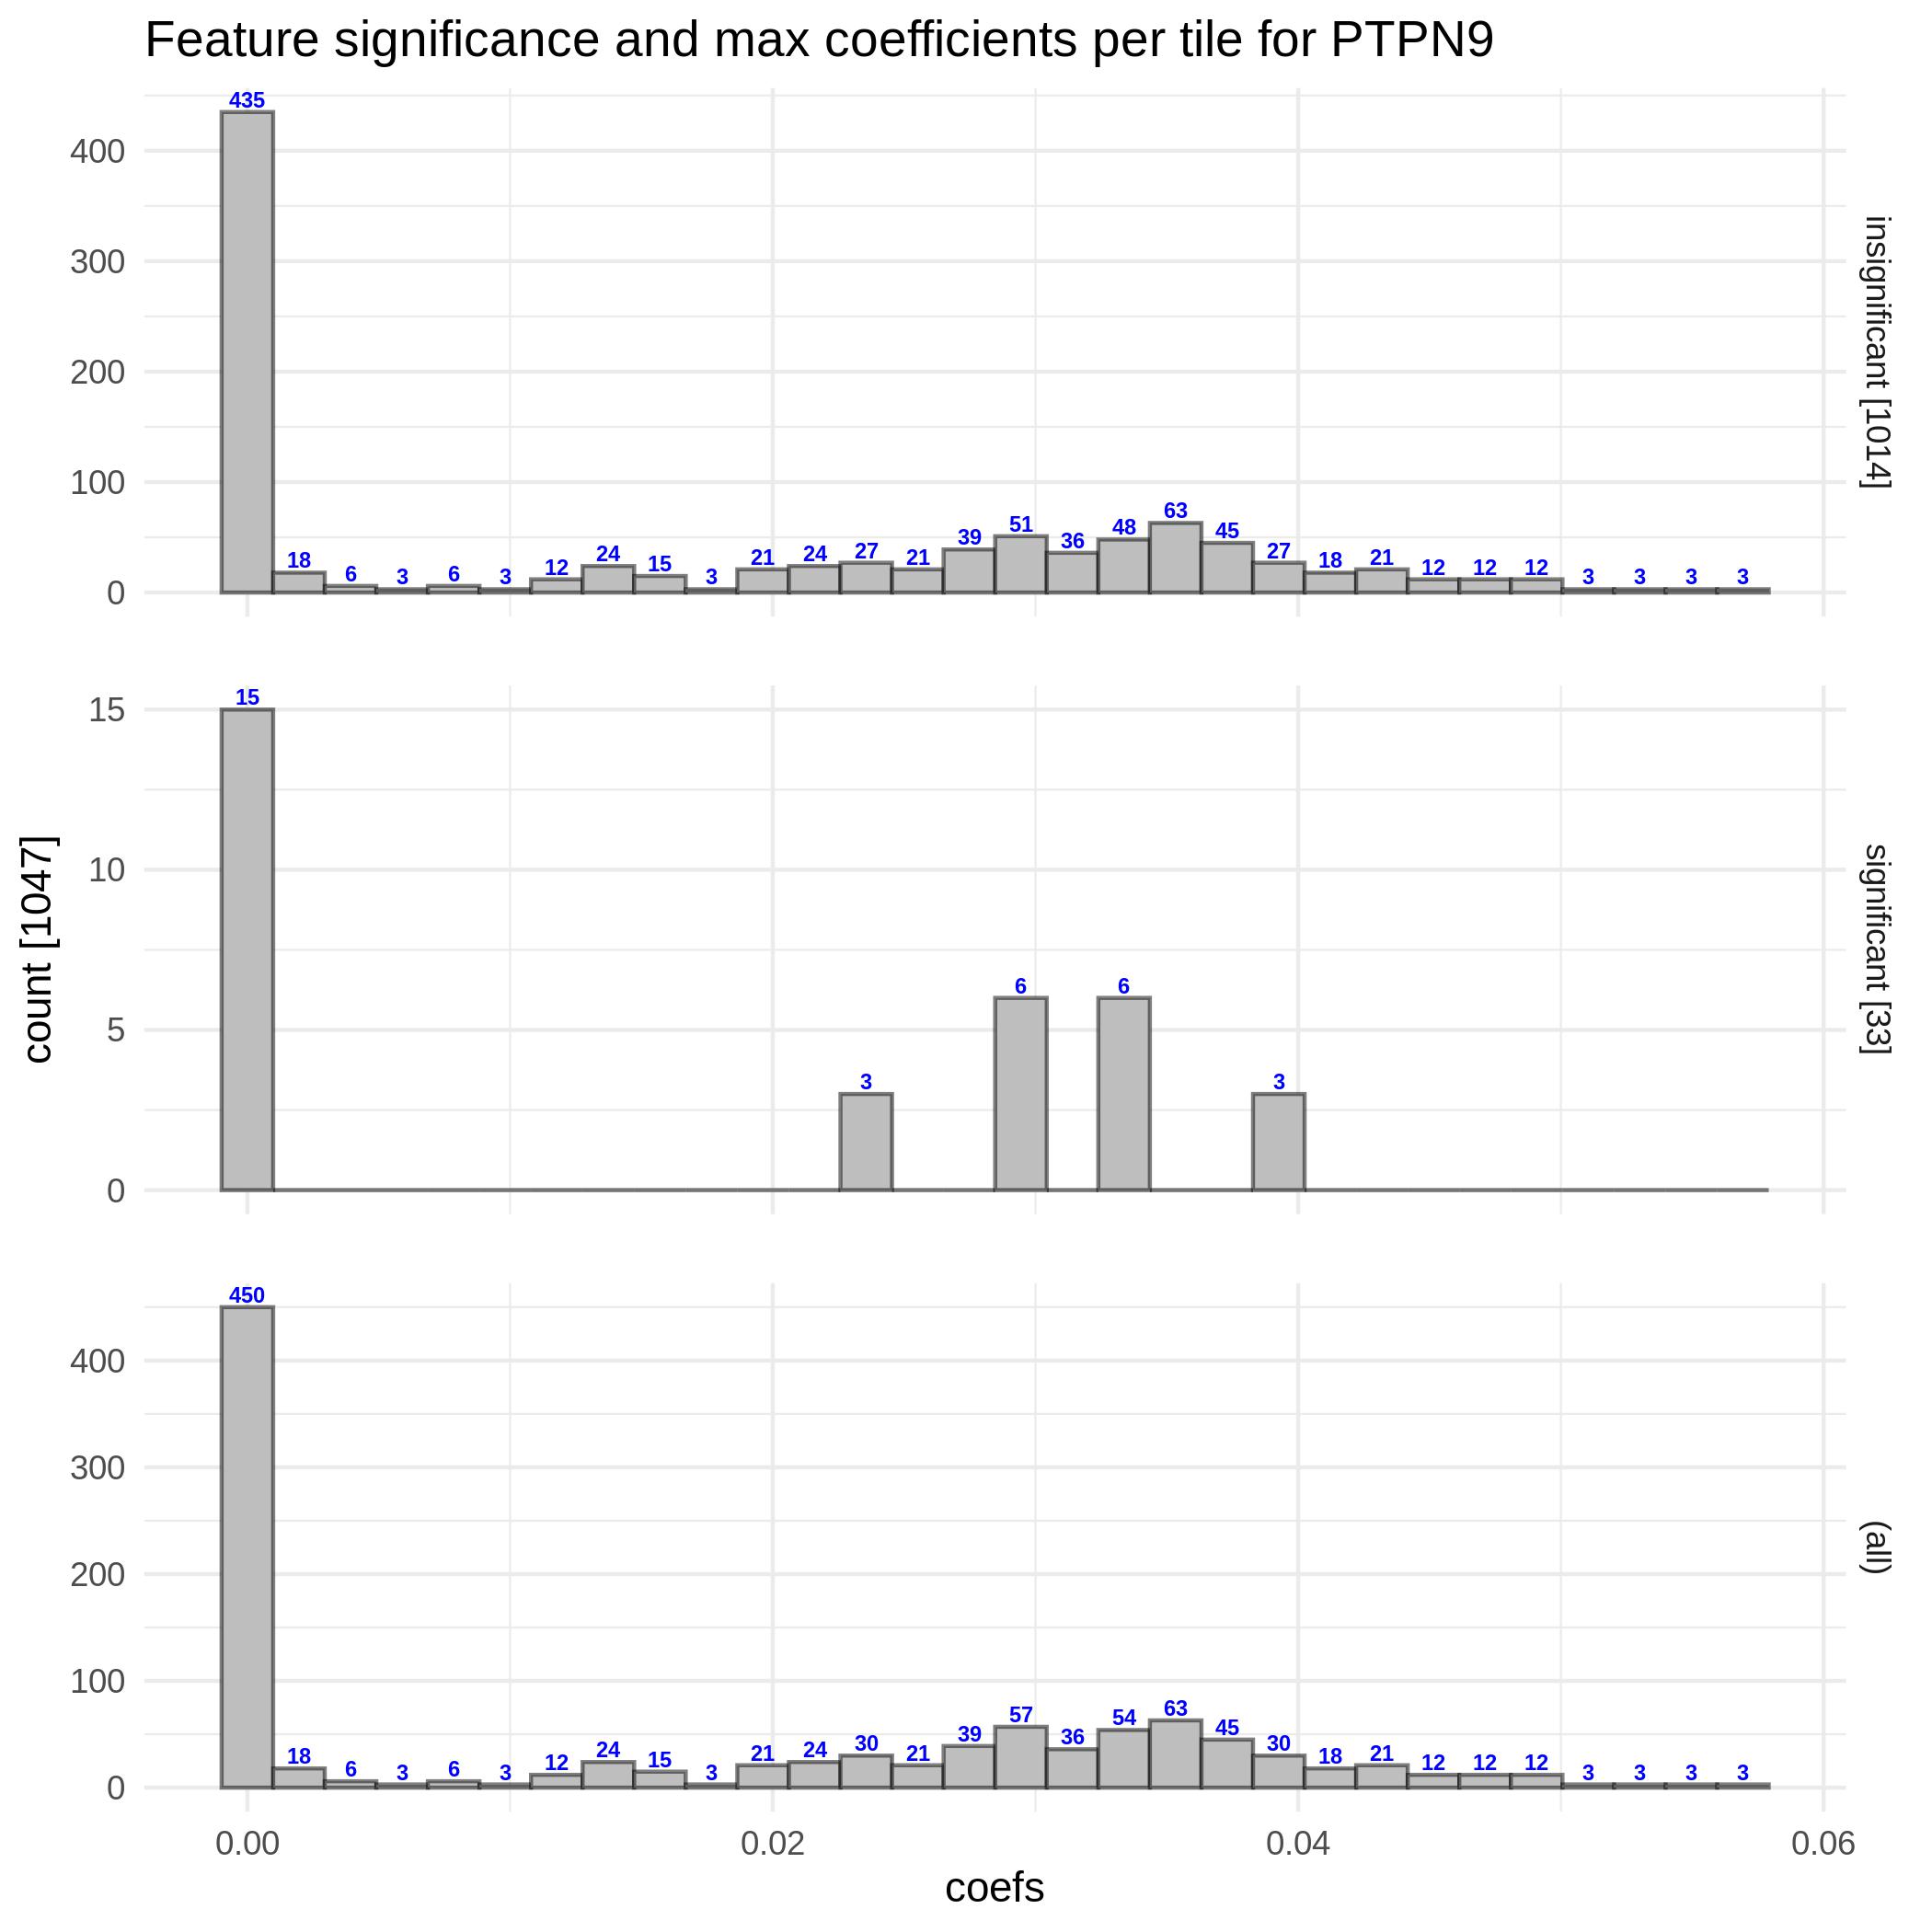 Feature significance and max coefficients per tile for PTPN9
435
400
300
200
100
0
18 6 3 6 3 12 24 15 3 21 24 27 21 39 51 36 48 63 45 27 18 21 12 12 12 3 3 3 3
insignificant [1014]
15
15
10
5
0
3 6 6 3
significant [33]
count [1047]
450
400
300
200
100
0
18 6 3 6 3 12 24 15 3 21 24 30 21 39 57 36 54 63 45 30 18 21 12 12 12 3 3 3 3
(all)
0.00 0.02 0.04 0.06
coefs